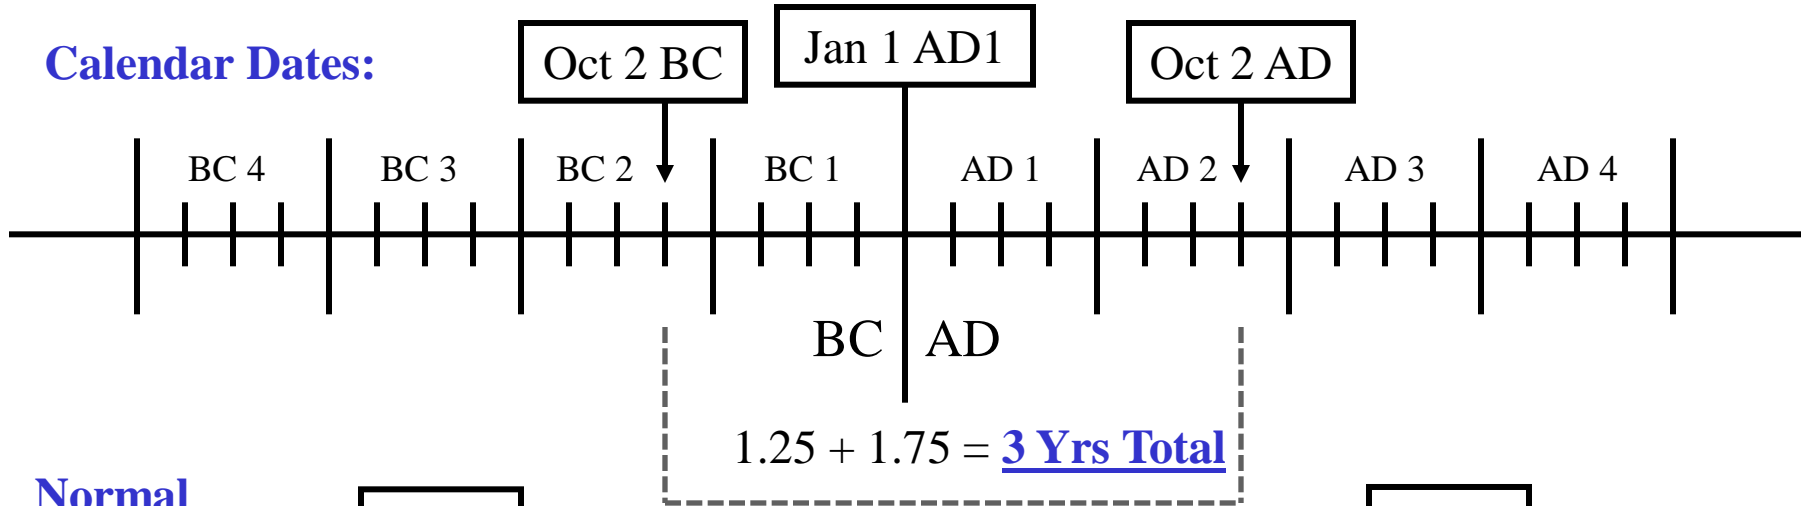 Calendar Dates:
Oct 2 BC
Jan 1 AD1
Oct 2 AD
BC 4
BC 3
BC 2
BC 1
AD 1
AD 2
AD 3
AD 4
BC
AD
1.25 + 1.75 = 3 Yrs Total
Normal